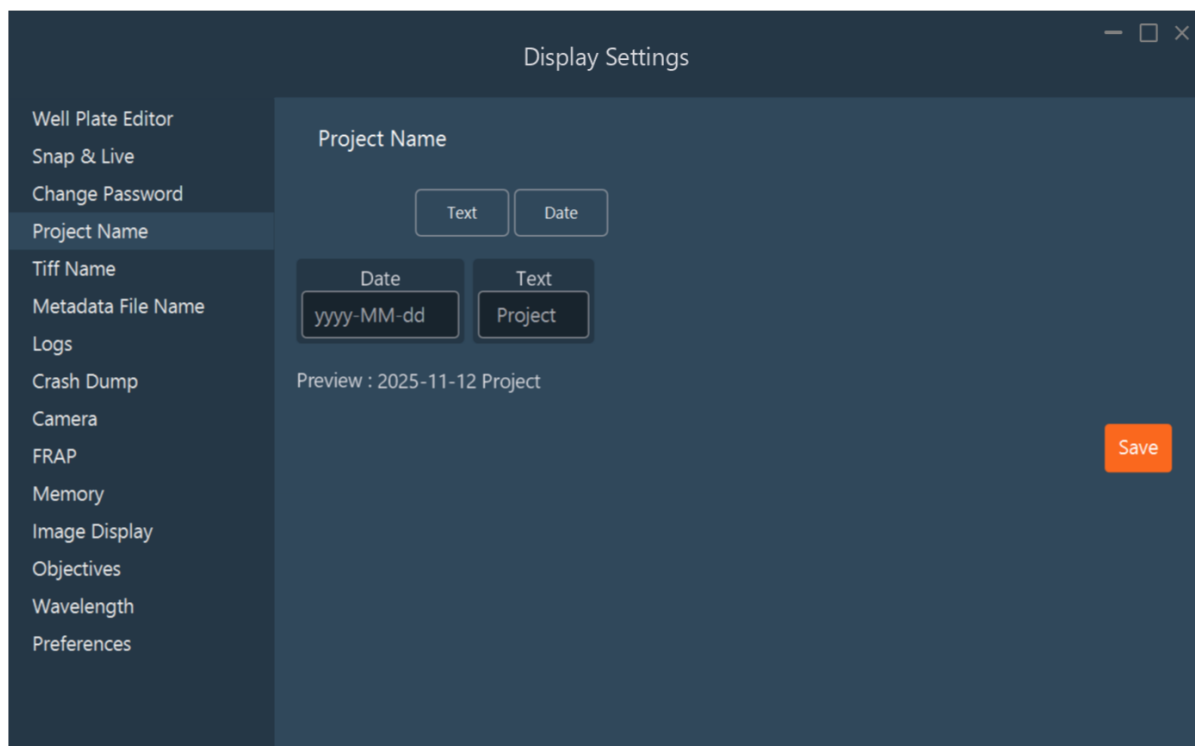 Display Settings
Well Plate Editor
Snap & Live
Change Password
Project Name
Tiff Name
Metadata File Name
Logs
Crash Dump
Camera
FRAP
Memory
Image Display
Objectives
Wavelength
Preferences
Project Name
Text Date
Date Text
yyyy-MM-dd Project
Preview : 2025-11-12 Project
Save